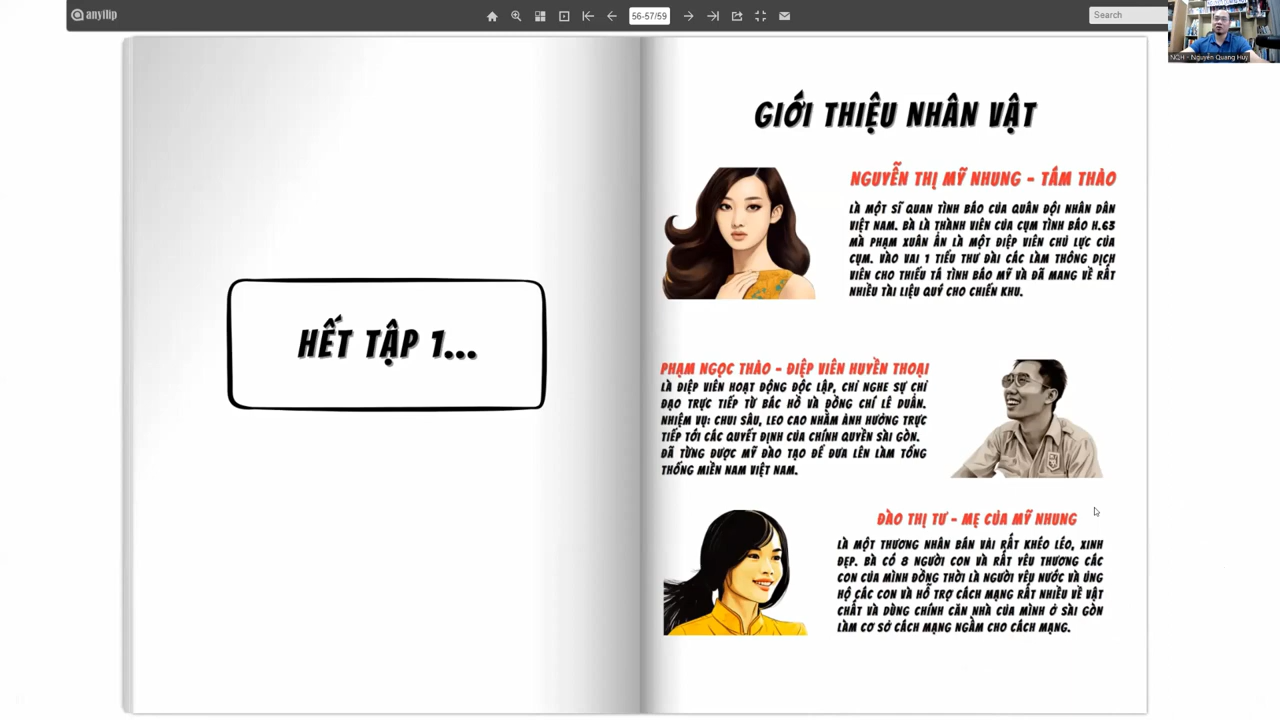 anyflip
56-57/59
Search
NQH - Nguyễn Quang Huy
HẾT TẬP 1...
GIỚI THIỆU NHÂN VẬT
NGUYỄN THỊ MỸ NHUNG - TÁM THẢO
LÀ MỘT SĨ QUAN TÌNH BÁO CỦA QUÂN ĐỘI NHÂN DÂN
VIỆT NAM. BÀ LÀ THÀNH VIÊN CỦA CỤM TÌNH BÁO H.63
MÀ PHẠM XUÂN ẨN LÀ MỘT ĐIỆP VIÊN CHỦ LỰC CỦA
CỤM. VÀO VAI 1 TIỂU THƯ ĐÀI CÁC LÀM THÔNG DỊCH
VIÊN CHO THIẾU TÁ TÌNH BÁO MỸ VÀ ĐÃ MANG VỀ RẤT
NHIỀU TÀI LIỆU QUÝ CHO CHIẾN KHU.
PHẠM NGỌC THẢO - ĐIỆP VIÊN HUYỀN THOẠI
LÀ ĐIỆP VIÊN HOẠT ĐỘNG ĐỘC LẬP, CHỈ NGHE SỰ CHỈ
ĐẠO TRỰC TIẾP TỪ BÁC HỒ VÀ ĐỒNG CHÍ LÊ DUẨN.
NHIỆM VỤ: CHUI SÂU, LEO CAO NHẰM ẢNH HƯỞNG TRỰC
TIẾP TỚI CÁC QUYẾT ĐỊNH CỦA CHÍNH QUYỀN SÀI GÒN.
ĐÃ TỪNG ĐƯỢC MỸ ĐÀO TẠO ĐỂ ĐƯA LÊN LÀM TỔNG
THỐNG MIỀN NAM VIỆT NAM.
ĐÀO THỊ TƯ - MẸ CỦA MỸ NHUNG
LÀ MỘT THƯƠNG NHÂN BÁN VẢI RẤT KHÉO LÉO, XINH
ĐẸP. BÀ CÓ 8 NGƯỜI CON VÀ RẤT YÊU THƯƠNG CÁC
CON CỦA MÌNH ĐỒNG THỜI LÀ NGƯỜI YÊU NƯỚC VÀ ỦNG
HỘ CÁC CON VÀ HỖ TRỢ CÁCH MẠNG RẤT NHIỀU VỀ VẬT
CHẤT VÀ DÙNG CHÍNH CĂN NHÀ CỦA MÌNH Ở SÀI GÒN
LÀM CƠ SỞ CÁCH MẠNG NGẦM CHO CÁCH MẠNG.